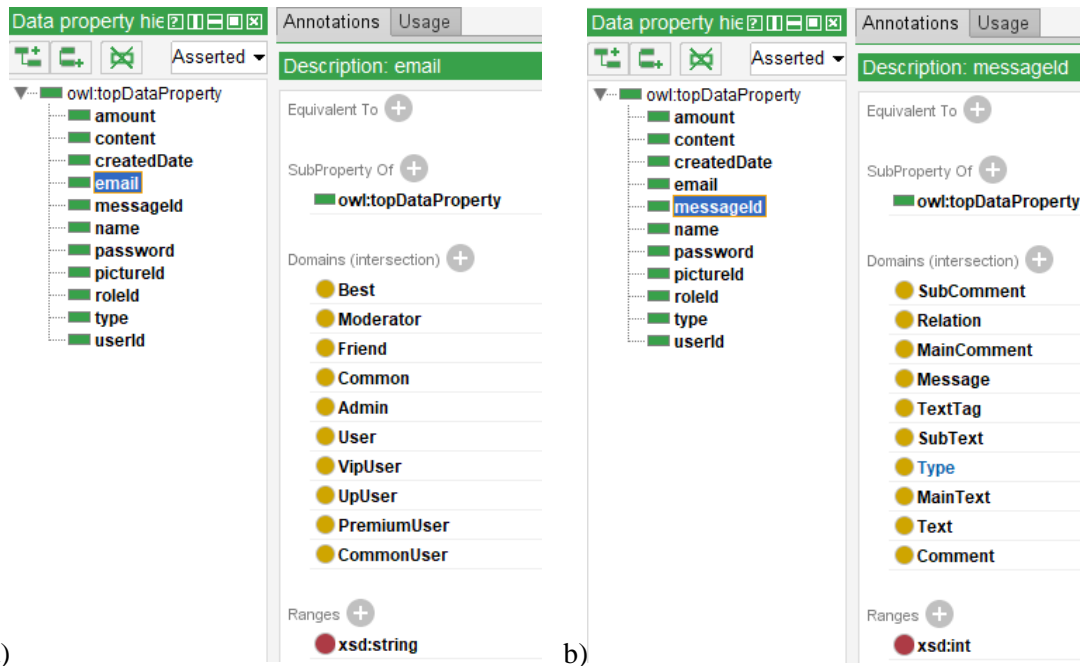 Data property hie
Asserted
owl:topDataProperty
amount
content
createdDate
email
messageId
name
password
pictureId
roleId
type
userId
Annotations Usage
Description: email
Equivalent To
SubProperty Of
owl:topDataProperty
Domains (intersection)
Best
Moderator
Friend
Common
Admin
User
VipUser
UpUser
PremiumUser
CommonUser
Ranges
xsd:string
)
b)
Data property hie
Asserted
owl:topDataProperty
amount
content
createdDate
email
messageId
name
password
pictureId
roleId
type
userId
Annotations Usage
Description: messageId
Equivalent To
SubProperty Of
owl:topDataProperty
Domains (intersection)
SubComment
Relation
MainComment
Message
TextTag
SubText
Type
MainText
Text
Comment
Ranges
xsd:int